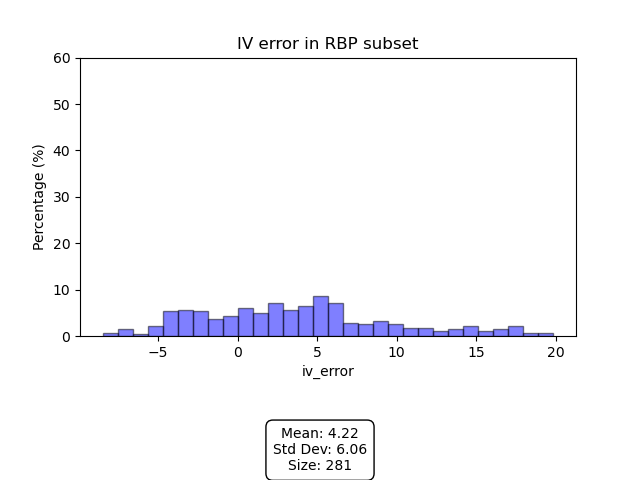 IV error in RBP subset
60
50
40
30
20
10
0
Percentage (%)
−5 0 5 10 15 20
iv_error
Mean: 4.22
Std Dev: 6.06
Size: 281